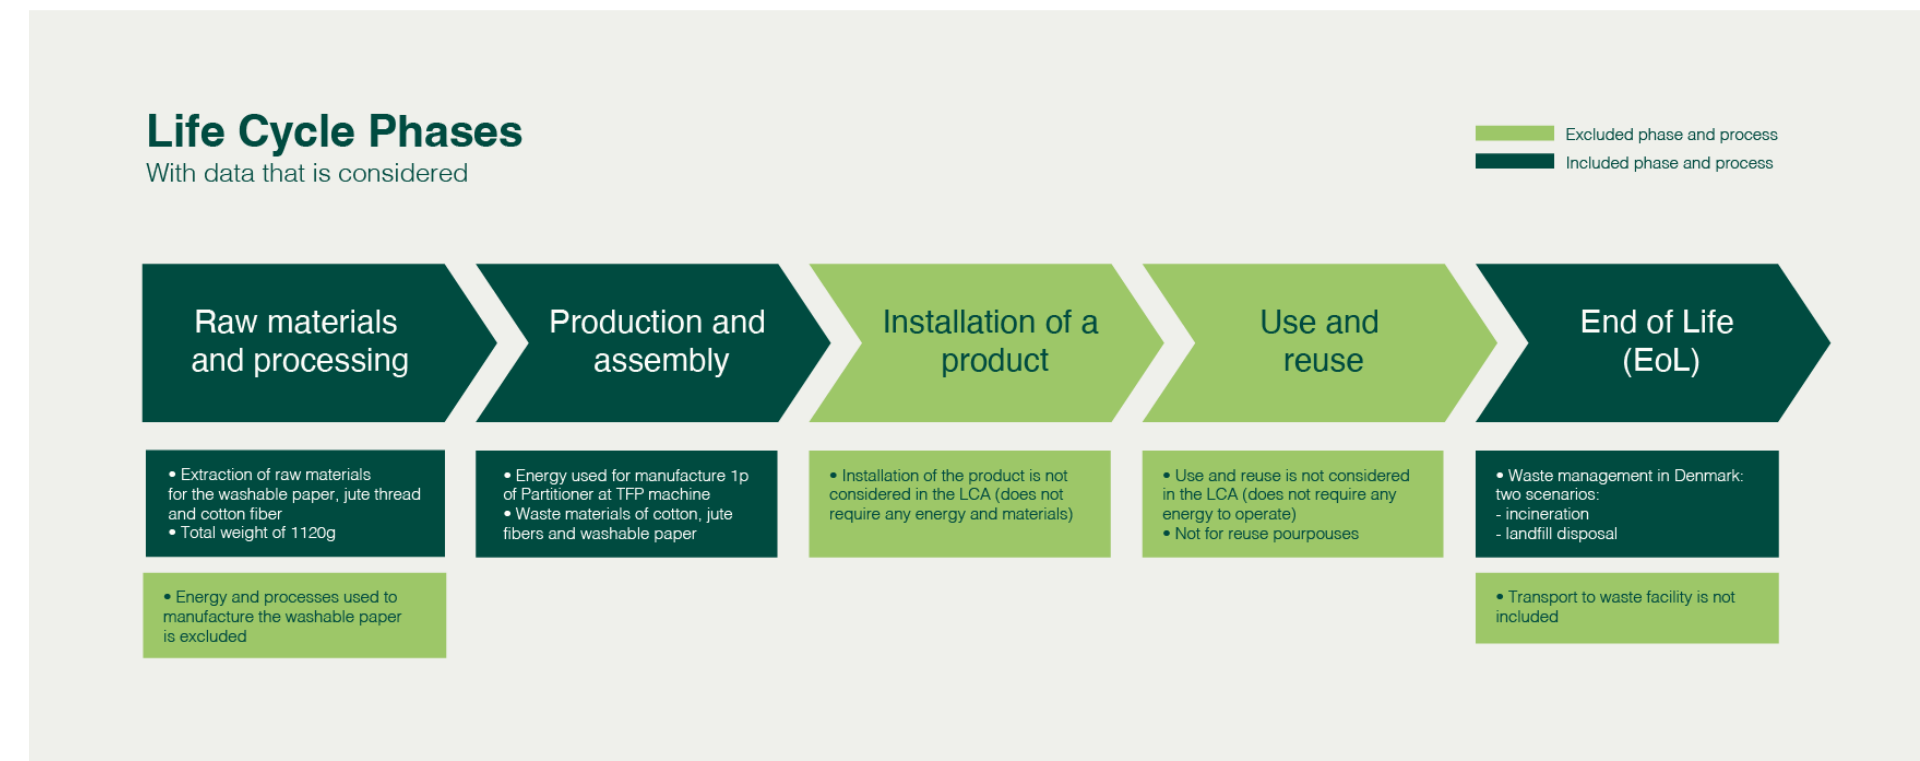 Life Cycle Phases
With data that is considered
Excluded phase and process
Included phase and process
Raw materials
and processing
Production and
assembly
Installation of a
product
Use and
reuse
End of Life
(EoL)
• Extraction of raw materials
for the washable paper, jute thread
and cotton fiber
• Total weight of 1120g
• Energy and processes used to
manufacture the washable paper
is excluded
• Energy used for manufacture 1p
of Partitioner at TFP machine
• Waste materials of cotton, jute
fibers and washable paper
• Installation of the product is not
considered in the LCA (does not
require any energy and materials)
• Use and reuse is not considered
in the LCA (does not require any
energy to operate)
• Not for reuse pourpouses
• Waste management in Denmark:
two scenarios:
- incineration
- landfill disposal
• Transport to waste facility is not
included